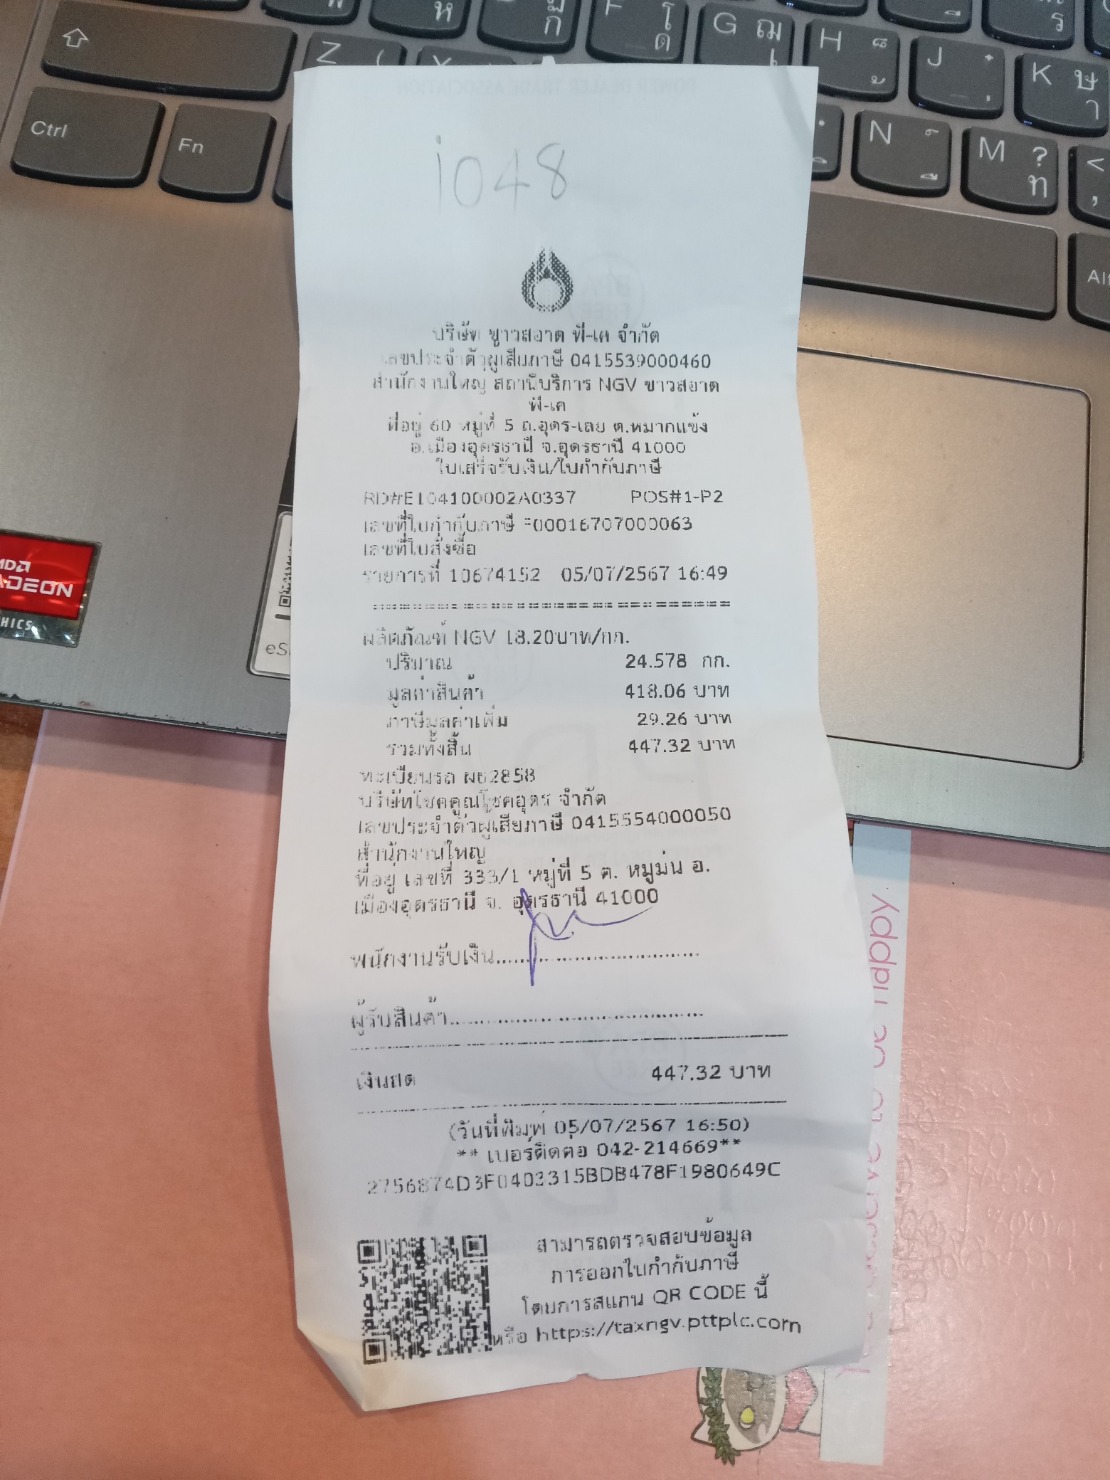 Z
F โ ด
G ฌ เ
H ็ ้
J ๋ ่
K ษ า
Ctrl
Fn
N ์ ื
M ? ท
<
,
Alt
1048
บริษัท ขาวสอาด พี-เค จำกัด
เลขประจำตัวผู้เสียภาษี 0415539000460
สำนักงานใหญ่ สถานีบริการ NGV ขาวสอาด
พี-เค
ที่อยู่ 60 หมู่ที่ 5 ถ.อุดร-เลย ต.หมากแข้ง
อ.เมืองอุดรธานี จ.อุดรธานี 41000
ใบเสร็จรับเงิน/ใบกำกับภาษี
RD#E104100002A0337 POS#1-P2
เลขที่ใบกำกับภาษี F00016707000063
เลขที่ใบสั่งซื้อ
รายการที่ 10674152 05/07/2567 16:49
ผลิตภัณฑ์ NGV 18.20บาท/กก.
ปริมาณ 24.578 กก.
มูลค่าสินค้า 418.06 บาท
ภาษีมูลค่าเพิ่ม 29.26 บาท
รวมทั้งสิ้น 447.32 บาท
ทะเบียนรถ ผข2858
บริษัทโชคคูณโชคอุดร จำกัด
เลขประจำตัวผู้เสียภาษี 0415554000050
สำนักงานใหญ่
ที่อยู่ เลขที่ 333/1 หมู่ที่ 5 ต. หมูม่น อ.
เมืองอุดรธานี จ. อุดรธานี 41000
พนักงานรับเงิน....................................
ผู้รับสินค้า....................................
เงินสด 447.32 บาท
(วันที่พิมพ์ 05/07/2567 16:50)
** เบอร์ติดต่อ 042-214669**
2756874D3F0403315BDB478F1980649C
สามารถตรวจสอบข้อมูล
การออกใบกำกับภาษี
โดยการสแกน QR CODE นี้
หรือ https://taxngv.pttplc.com
AMD
RADEON
GRAPHICS
You deserve to be happy